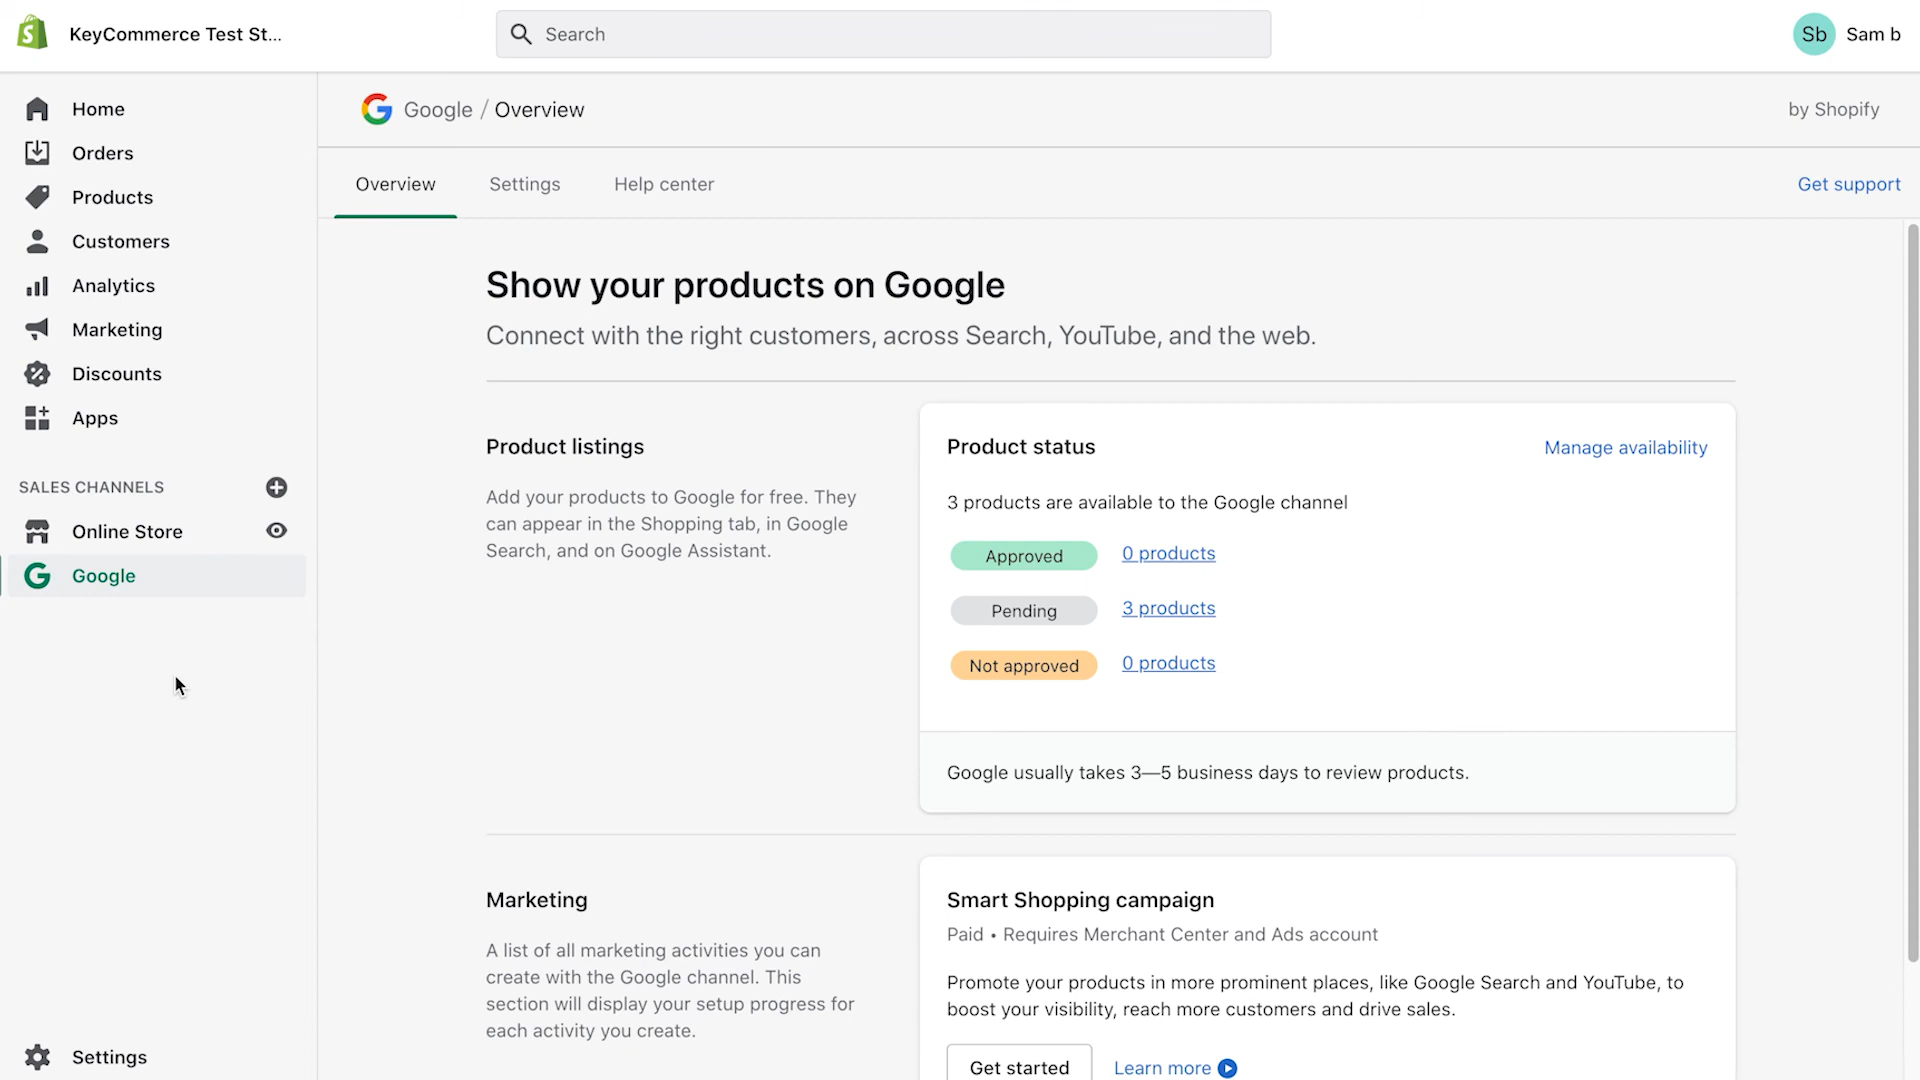 KeyCommerce Test St...
Search
Sb
Sam b
Home
Orders
Products
Customers
Analytics
Marketing
Discounts
Apps
SALES CHANNELS
Online Store
Google
Settings
Google / Overview
by Shopify
Overview
Settings
Help center
Get support
Show your products on Google
Connect with the right customers, across Search, YouTube, and the web.
Product listings
Add your products to Google for free. They
can appear in the Shopping tab, in Google
Search, and on Google Assistant.
Product status
Manage availability
3 products are available to the Google channel
Approved
0 products
Pending
3 products
Not approved
0 products
Google usually takes 3—5 business days to review products.
Marketing
A list of all marketing activities you can
create with the Google channel. This
section will display your setup progress for
each activity you create.
Smart Shopping campaign
Paid • Requires Merchant Center and Ads account
Promote your products in more prominent places, like Google Search and YouTube, to
boost your visibility, reach more customers and drive sales.
Get started
Learn more